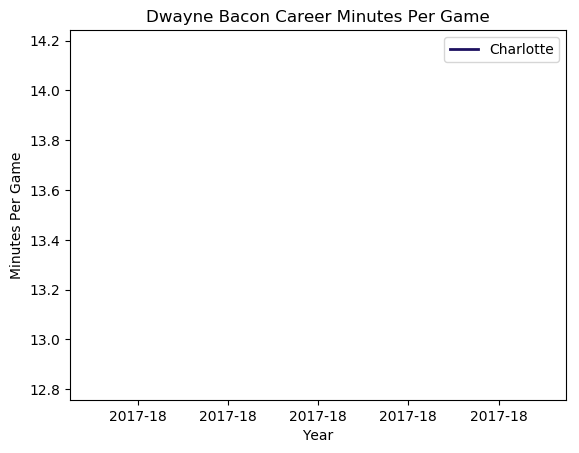 Dwayne Bacon Career Minutes Per Game
Charlotte
14.2
14.0
13.8
13.6
13.4
13.2
13.0
12.8
Minutes Per Game
2017-18 2017-18 2017-18 2017-18 2017-18
Year